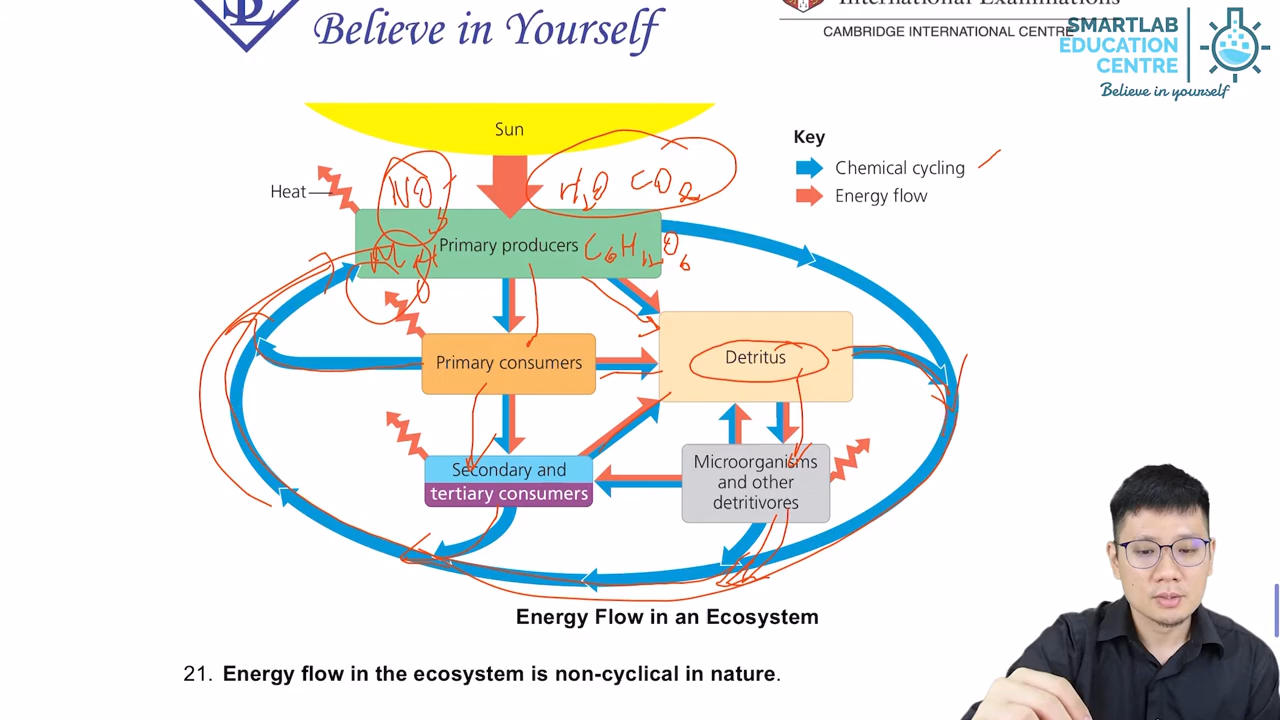 Believe in Yourself
International Examinations
CAMBRIDGE INTERNATIONAL CENTRE
SMARTLAB
EDUCATION
CENTRE
Believe in yourself
Sun
Key
Chemical cycling
Energy flow
Heat
NO3
H2O CO2
Primary producers C6H12O6
Primary consumers
Detritus
Secondary and
tertiary consumers
Microorganisms
and other
detritivores
Energy Flow in an Ecosystem
21. Energy flow in the ecosystem is non-cyclical in nature.